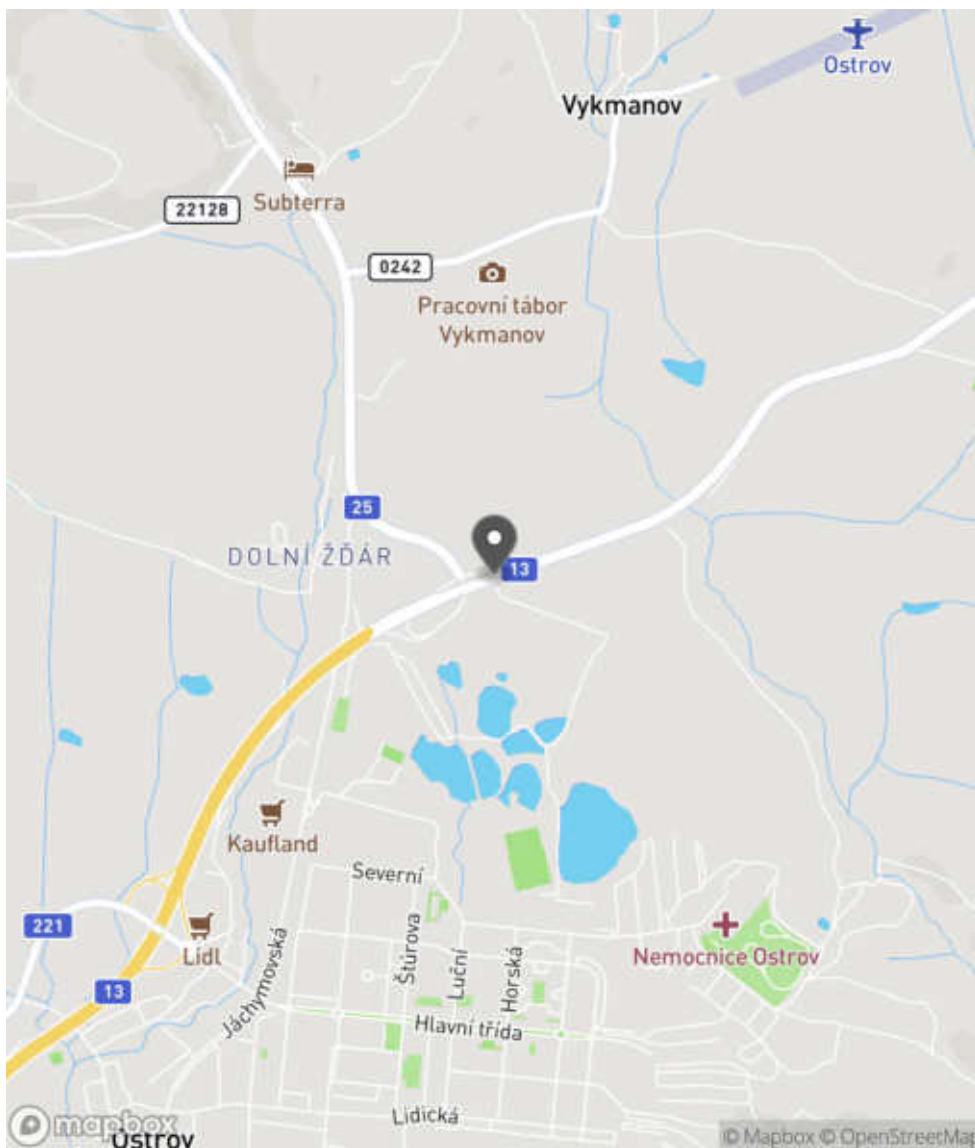 Ostrov
Vykmanov
Subterra
22128
0242
Pracovní tábor
Vykmanov
25
DOLNÍ ŽĎÁR
13
Kaufland
Severní
221
Lidl
Jáchymovská
Štúrova
Luční
Horská
Nemocnice Ostrov
13
Hlavní třída
Lidická
mapbox
Ostrov
© Mapbox © OpenStreetMap